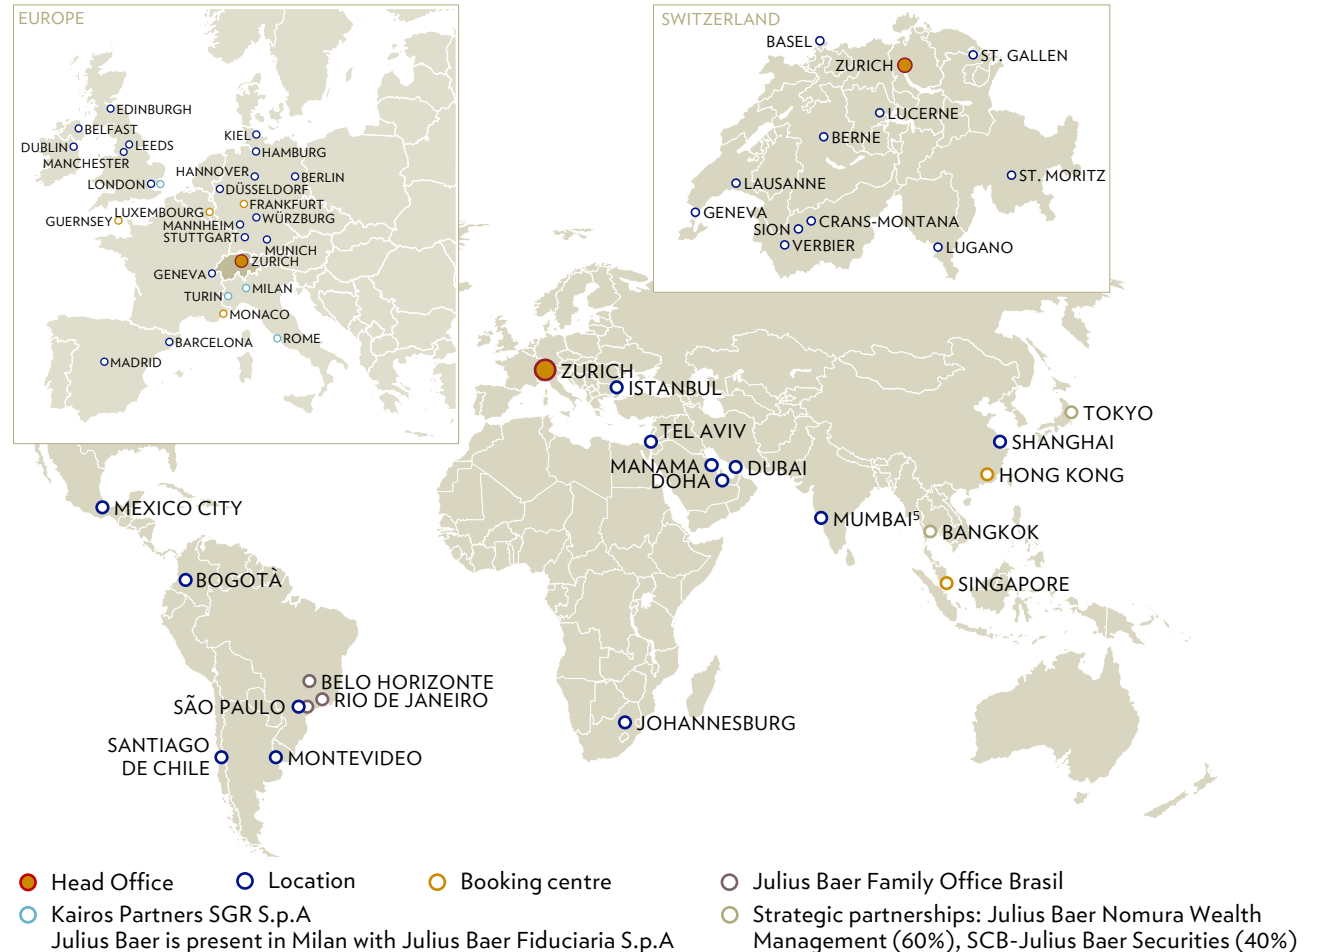 EUROPE
EDINBURGH
BELFAST
DUBLIN
LEEDS
MANCHESTER
LONDON
GUERNSEY
KIEL
HAMBURG
HANNOVER
BERLIN
DÜSSELDORF
FRANKFURT
LUXEMBOURG
WÜRZBURG
MANNHEIM
STUTTGART
MUNICH
ZURICH
GENEVA
MILAN
TURIN
MONACO
ROME
BARCELONA
MADRID
SWITZERLAND
BASEL
ZURICH
ST. GALLEN
LUCERNE
BERNE
LAUSANNE
ST. MORITZ
GENEVA
CRANS-MONTANA
SION
VERBIER
LUGANO
ZURICH
ISTANBUL
TEL AVIV
MANAMA
DUBAI
DOHA
TOKYO
SHANGHAI
HONG KONG
MUMBAI⁵
BANGKOK
SINGAPORE
MEXICO CITY
BOGOTÀ
BELO HORIZONTE
RIO DE JANEIRO
SÃO PAULO
SANTIAGO
DE CHILE
MONTEVIDEO
JOHANNESBURG
Head Office
Location
Booking centre
Julius Baer Family Office Brasil
Kairos Partners SGR S.p.A
Julius Baer is present in Milan with Julius Baer Fiduciaria S.p.A
Strategic partnerships: Julius Baer Nomura Wealth
Management (60%), SCB-Julius Baer Securities (40%)